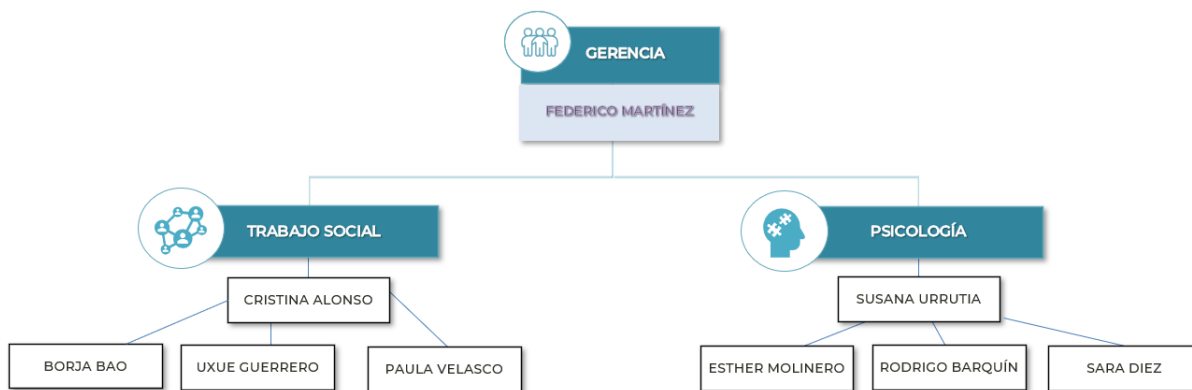 GERENCIA
FEDERICO MARTÍNEZ
TRABAJO SOCIAL
PSICOLOGÍA
CRISTINA ALONSO
SUSANA URRUTIA
BORJA BAO
UXUE GUERRERO
PAULA VELASCO
ESTHER MOLINERO
RODRIGO BARQUÍN
SARA DIEZ